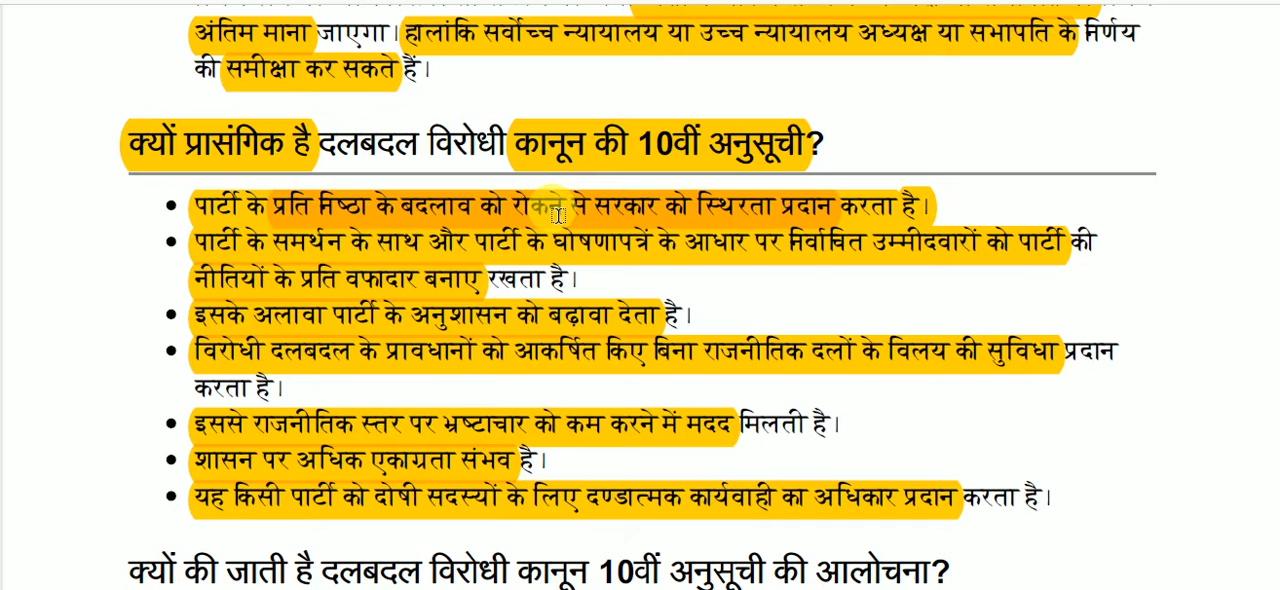 अंतिम माना जाएगा। हालांकि सर्वोच्च न्यायालय या उच्च न्यायालय अध्यक्ष या सभापति के निर्णय
की समीक्षा कर सकते हैं।
क्यों प्रासंगिक है दलबदल विरोधी कानून की 10वीं अनुसूची?
• पार्टी के प्रति निष्ठा के बदलाव को रोकने से सरकार को स्थिरता प्रदान करता है।
• पार्टी के समर्थन के साथ और पार्टी के घोषणापत्रें के आधार पर निर्वाचित उम्मीदवारों को पार्टी की
नीतियों के प्रति वफादार बनाए रखता है।
• इसके अलावा पार्टी के अनुशासन को बढ़ावा देता है।
• विरोधी दलबदल के प्रावधानों को आकर्षित किए बिना राजनीतिक दलों के विलय की सुविधा प्रदान
करता है।
• इससे राजनीतिक स्तर पर भ्रष्टाचार को कम करने में मदद मिलती है।
• शासन पर अधिक एकाग्रता संभव है।
• यह किसी पार्टी को दोषी सदस्यों के लिए दण्डात्मक कार्यवाही का अधिकार प्रदान करता है।
क्यों की जाती है दलबदल विरोधी कानून 10वीं अनुसूची की आलोचना?